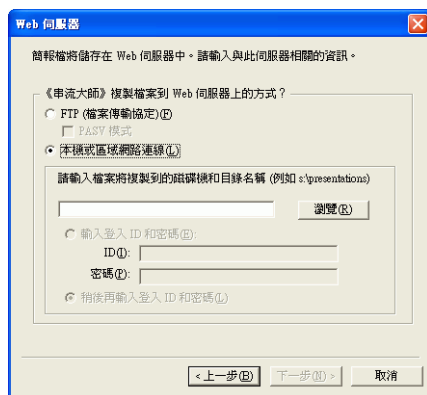 Web 伺服器
簡報檔將儲存在 Web 伺服器中。請輸入與此伺服器相關的資訊。
《串流大師》複製檔案到 Web 伺服器上的方式？
FTP (檔案傳輸協定)(F)
PASV 模式
本機或區域網路連線(L)
請輸入檔案將複製到的磁碟機和目錄名稱 (例如 s:\presentations)
瀏覽(R)
輸入登入 ID 和密碼(E):
ID(I):
密碼(P):
稍後再輸入登入 ID 和密碼(L)
<上一步(B) 下一步(N)> 取消